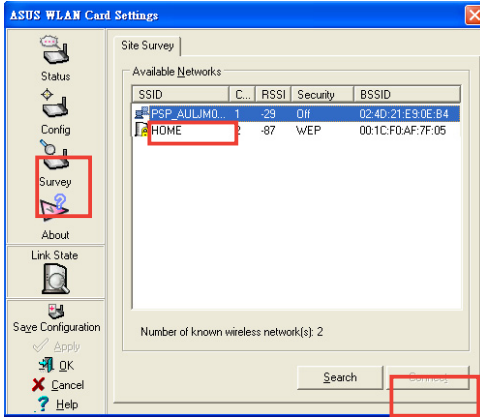 ASUS WLAN Card Settings
Status
Config
Survey
About
Link State
Save Configuration
Apply
OK
Cancel
Help
Site Survey
Available Networks
SSID C... RSSI Security BSSID
PSP_AULJM0... 1 -29 Off 02:4D:21:E9:0E:B4
HOME 2 -87 WEP 00:1C:F0:AF:7F:05
Number of known wireless network(s): 2
Search
Connect